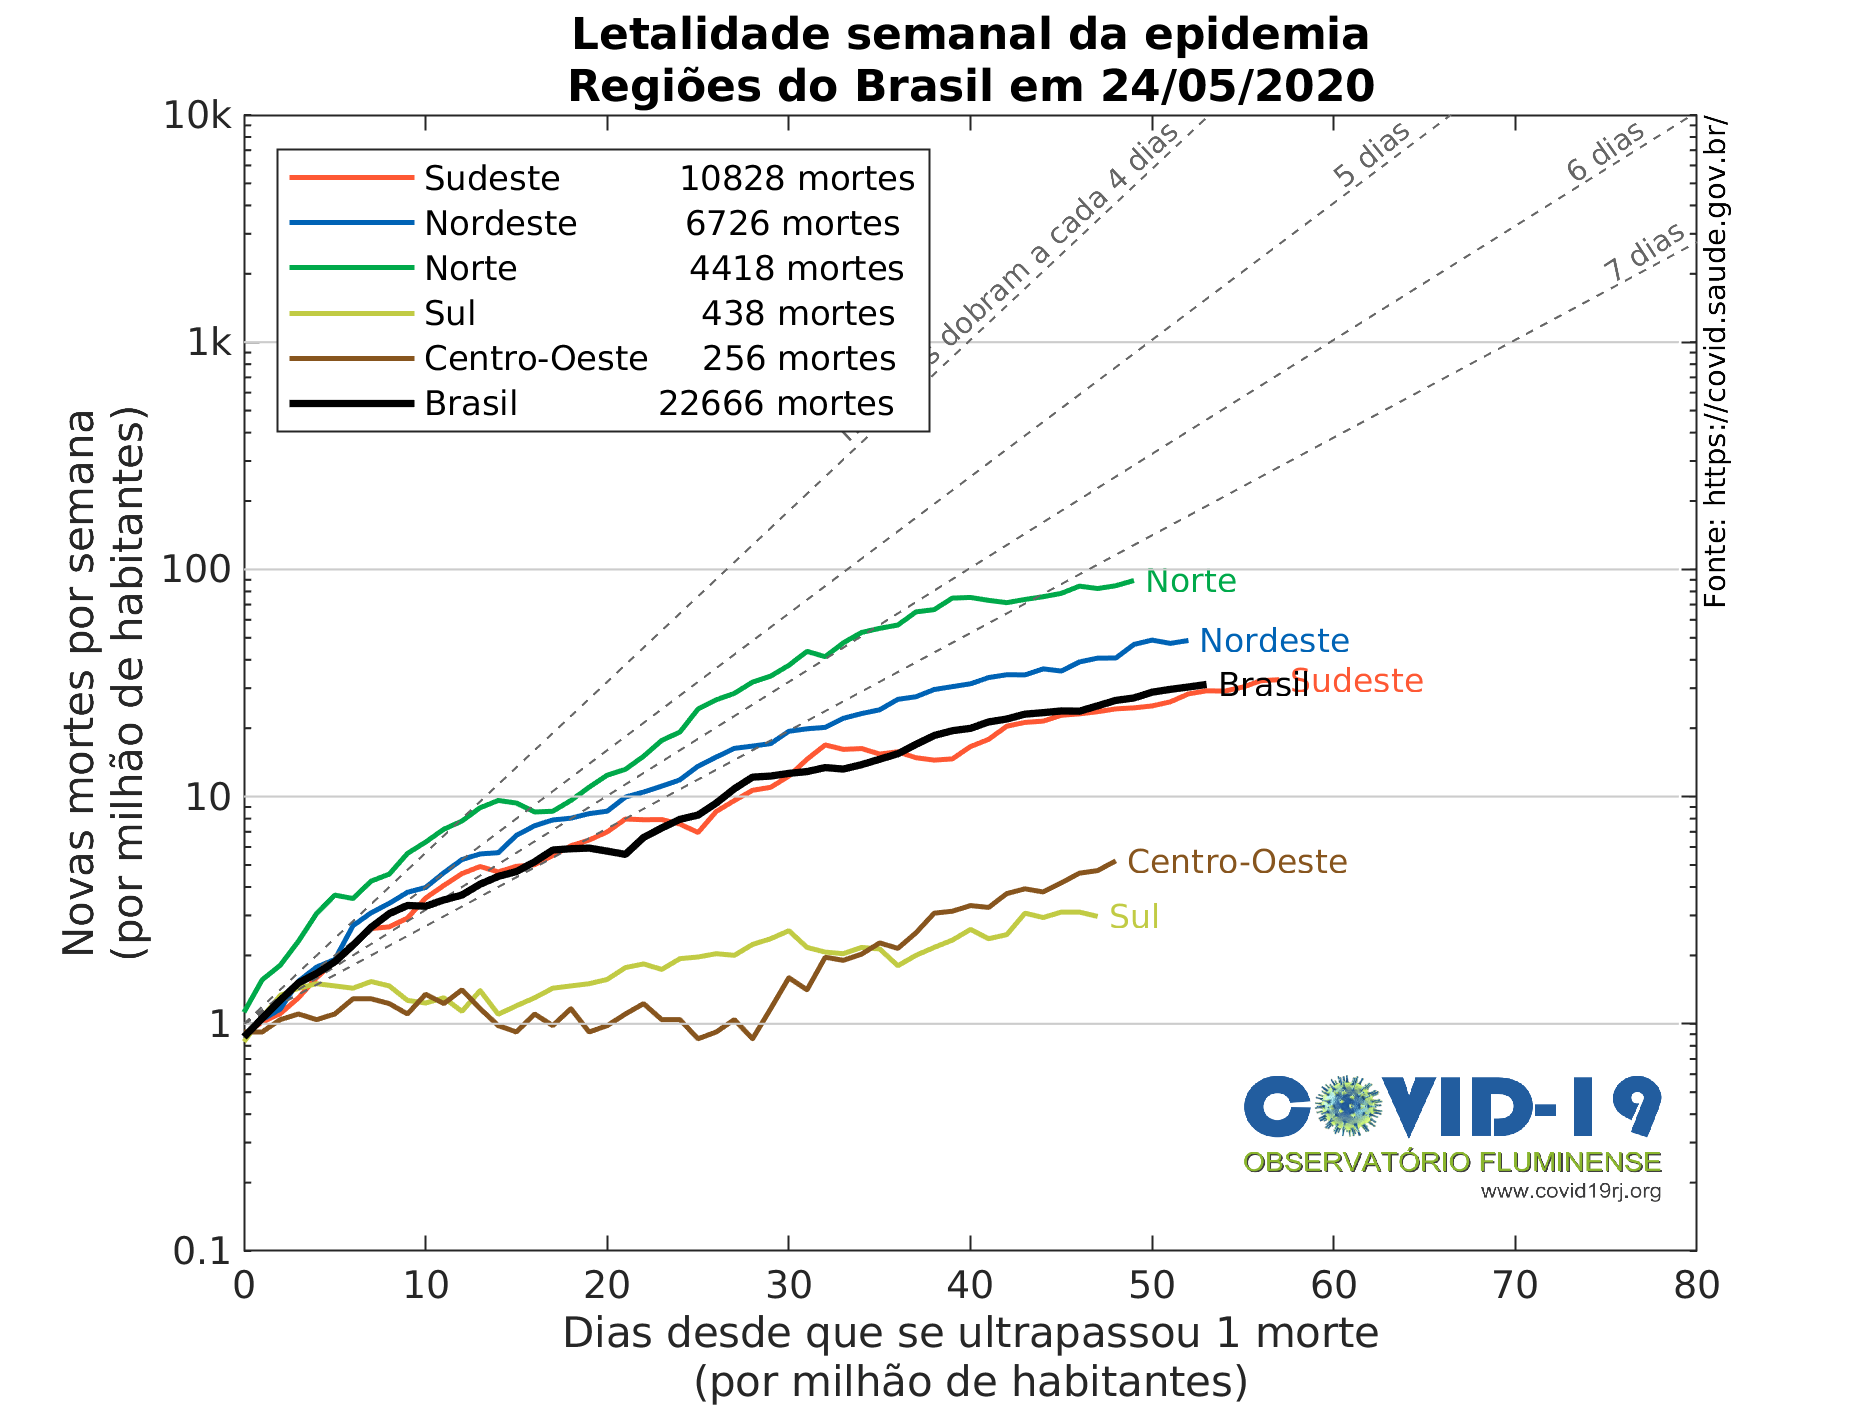 Letalidade semanal da epidemia
Regiões do Brasil em 24/05/2020
Novas mortes por semana
(por milhão de habitantes)
10k
1k
100
10
1
0.1
Sudeste 10828 mortes
Nordeste 6726 mortes
Norte 4418 mortes
Sul 438 mortes
Centro-Oeste 256 mortes
Brasil 22666 mortes
dobram a cada 4 dias
5 dias
6 dias
7 dias
Norte
Nordeste
Brasil
Sudeste
Centro-Oeste
Sul
Fonte: https://covid.saude.gov.br/
COVID-19
OBSERVATÓRIO FLUMINENSE
www.covid19rj.org
0 10 20 30 40 50 60 70 80
Dias desde que se ultrapassou 1 morte
(por milhão de habitantes)